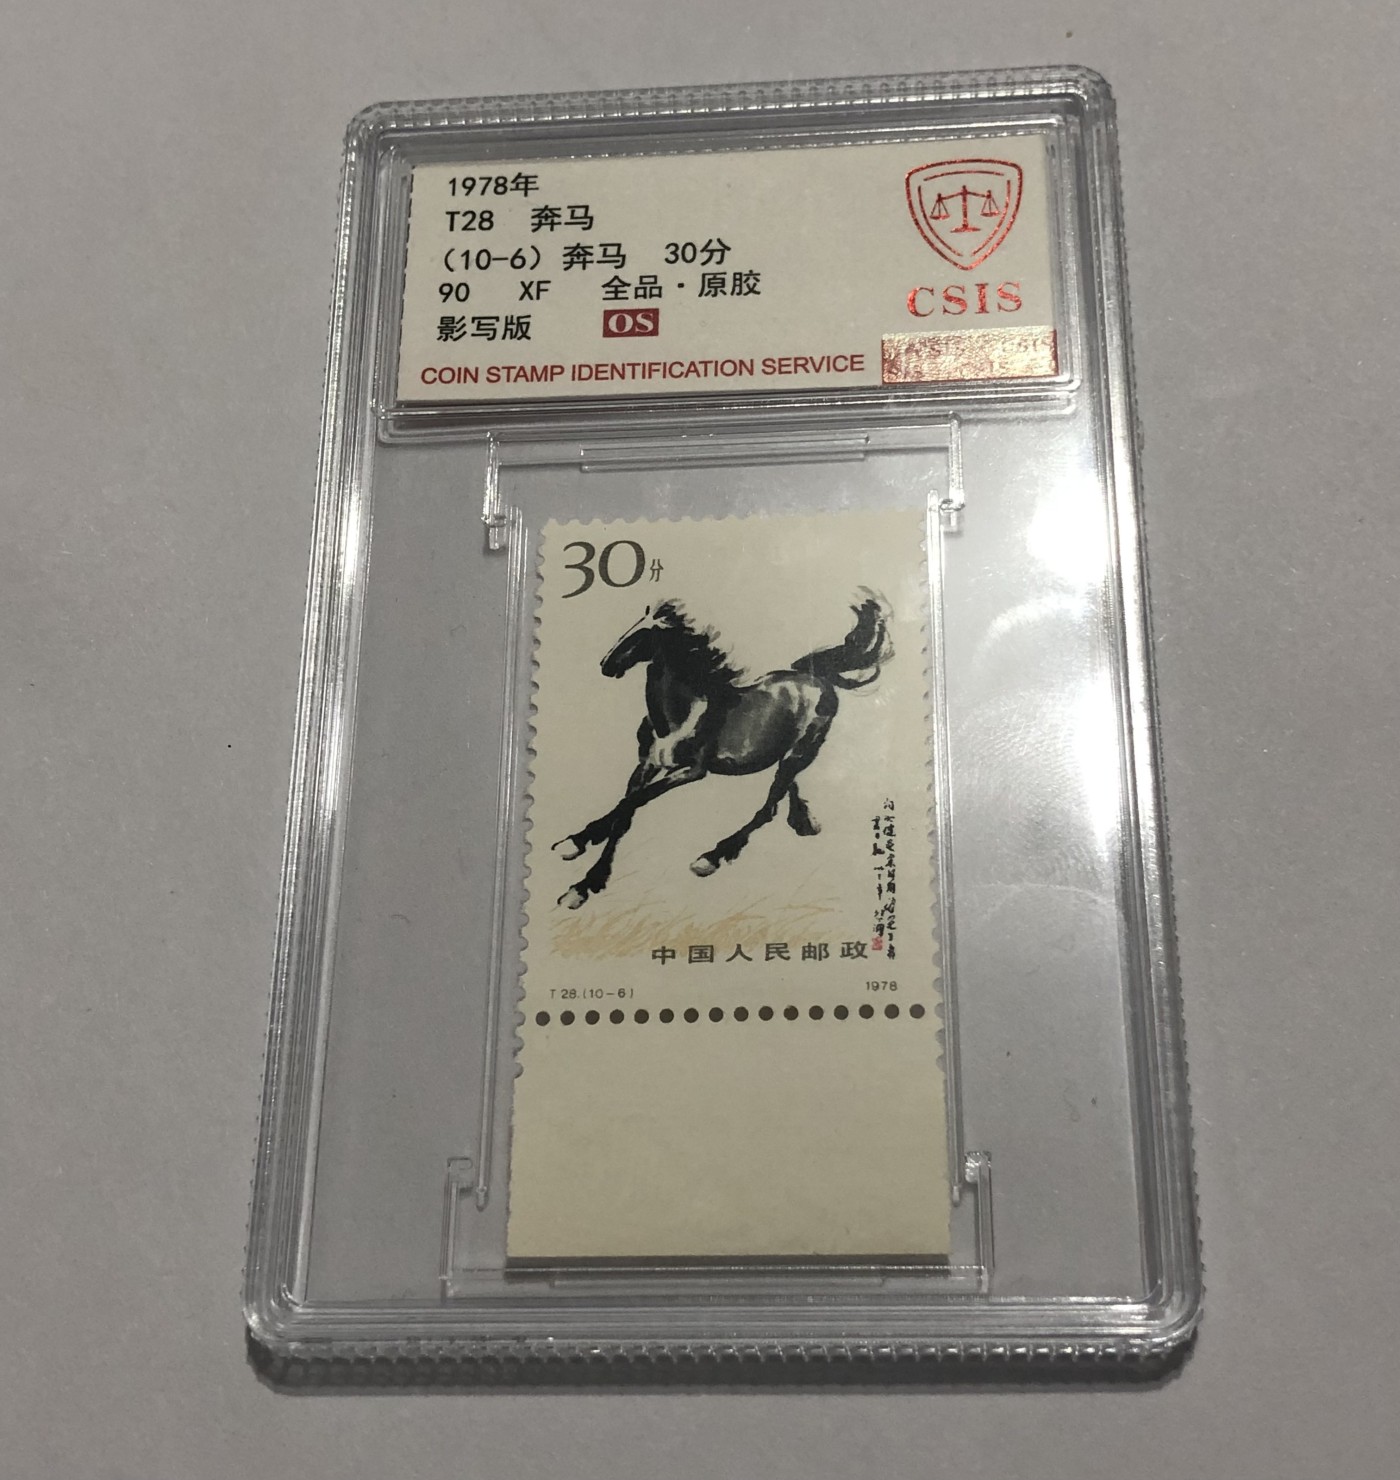 1978年
T28 奔马
(10-6) 奔马 30分
90 XF 全品·原胶
影写版 OS
COIN STAMP IDENTIFICATION SERVICE
CSIS
30分
中国人民邮政
T28.(10-6) 1978